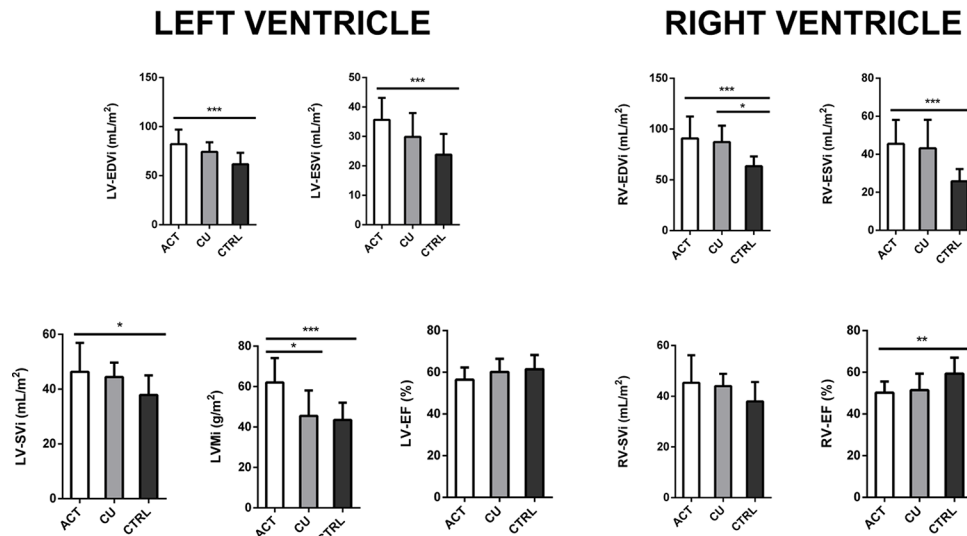 LEFT VENTRICLE
RIGHT VENTRICLE
LV-EDVi (mL/m²)
150
100
50
0
***
ACT
CU
CTRL
LV-ESVi (mL/m²)
50
40
30
20
10
0
***
ACT
CU
CTRL
RV-EDVi (mL/m²)
150
100
50
0
***
*
ACT
CU
CTRL
RV-ESVi (mL/m²)
80
60
40
20
0
***
ACT
CU
CTRL
LV-SVi (mL/m²)
60
40
20
0
*
ACT
CU
CTRL
LVMi (g/m²)
80
60
40
20
0
***
*
ACT
CU
CTRL
LV-EF (%)
80
60
40
20
0
ACT
CU
CTRL
RV-SVi (mL/m²)
60
40
20
0
ACT
CU
CTRL
RV-EF (%)
80
60
40
20
0
**
ACT
CU
CTRL